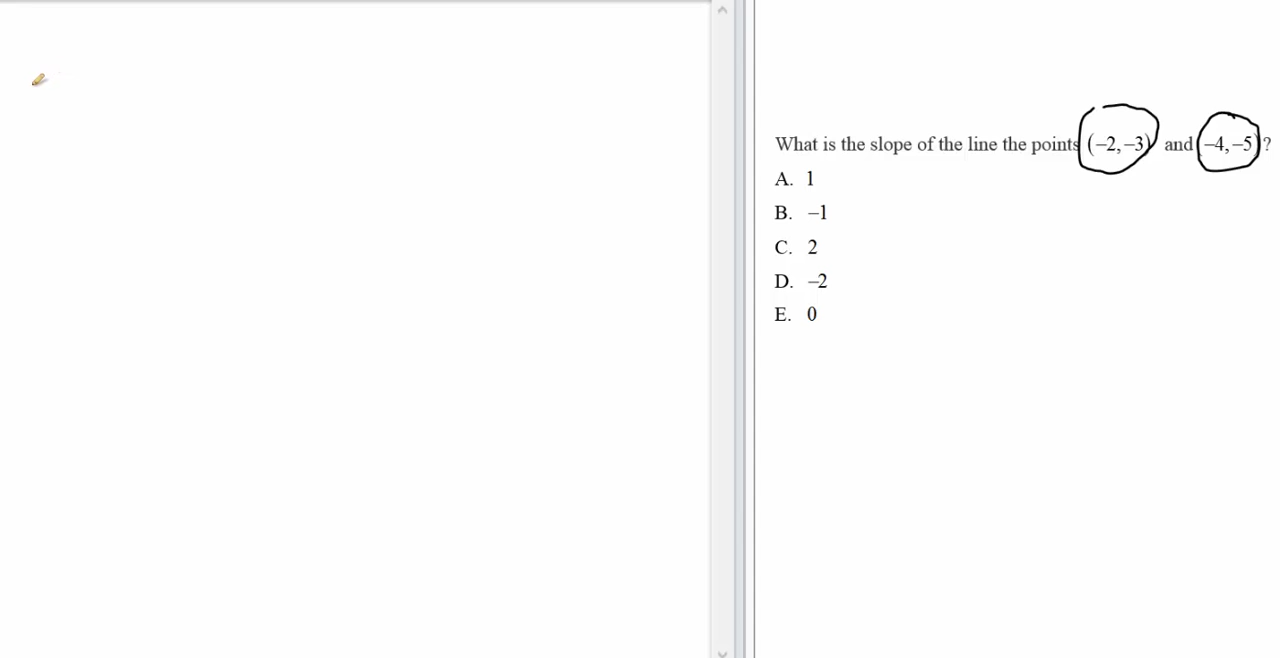 What is the slope of the line the points (–2,–3) and (–4,–5)?
A. 1
B. –1
C. 2
D. –2
E. 0